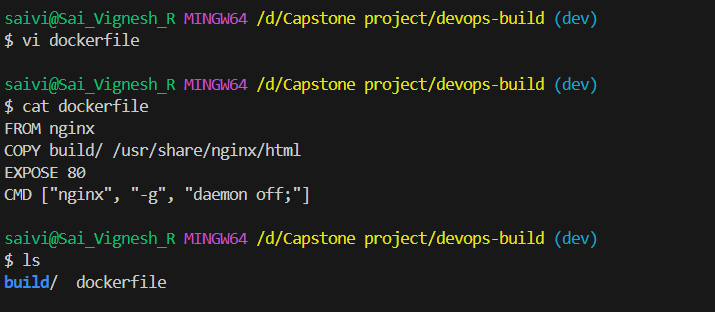 saivi@Sai_Vignesh_R MINGW64 /d/Capstone project/devops-build (dev)
$ vi dockerfile
saivi@Sai_Vignesh_R MINGW64 /d/Capstone project/devops-build (dev)
$ cat dockerfile
FROM nginx
COPY build/ /usr/share/nginx/html
EXPOSE 80
CMD ["nginx", "-g", "daemon off;"]
saivi@Sai_Vignesh_R MINGW64 /d/Capstone project/devops-build (dev)
$ ls
build/  dockerfile